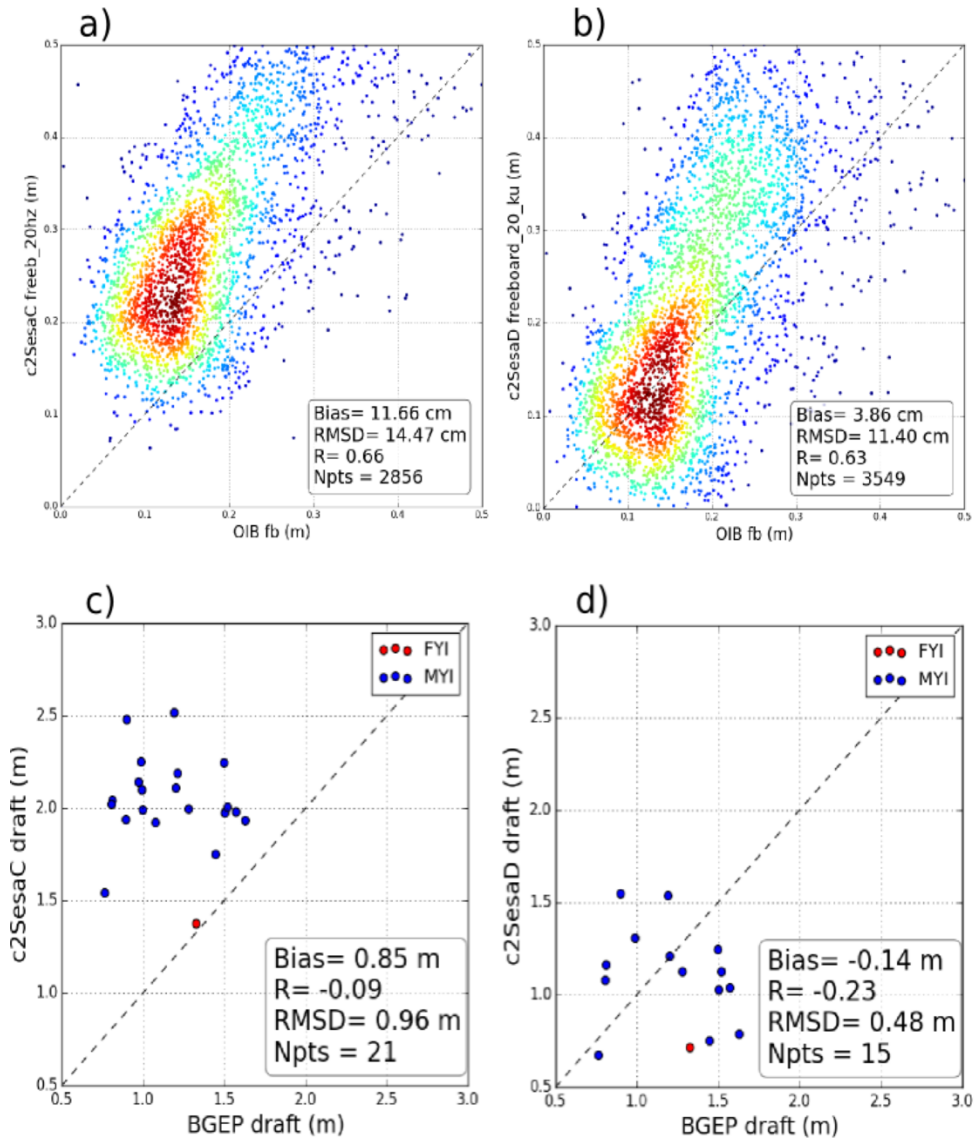 a)
c2SesaC freeb_20hz (m)
0.5
0.4
0.3
0.2
0.1
0.0
0.0 0.1 0.2 0.3 0.4 0.5
OIB fb (m)
Bias= 11.66 cm
RMSD= 14.47 cm
R= 0.66
Npts = 2856
b)
c2SesaD freeboard_20_ku (m)
0.5
0.4
0.3
0.2
0.1
0.0
0.0 0.1 0.2 0.3 0.4 0.5
OIB fb (m)
Bias= 3.86 cm
RMSD= 11.40 cm
R= 0.63
Npts = 3549
c)
c2SesaC draft (m)
3.0
2.5
2.0
1.5
1.0
0.5
0.5 1.0 1.5 2.0 2.5 3.0
BGEP draft (m)
FYI
MYI
Bias= 0.85 m
R= -0.09
RMSD= 0.96 m
Npts = 21
d)
c2SesaD draft (m)
3.0
2.5
2.0
1.5
1.0
0.5
0.5 1.0 1.5 2.0 2.5 3.0
BGEP draft (m)
FYI
MYI
Bias= -0.14 m
R= -0.23
RMSD= 0.48 m
Npts = 15